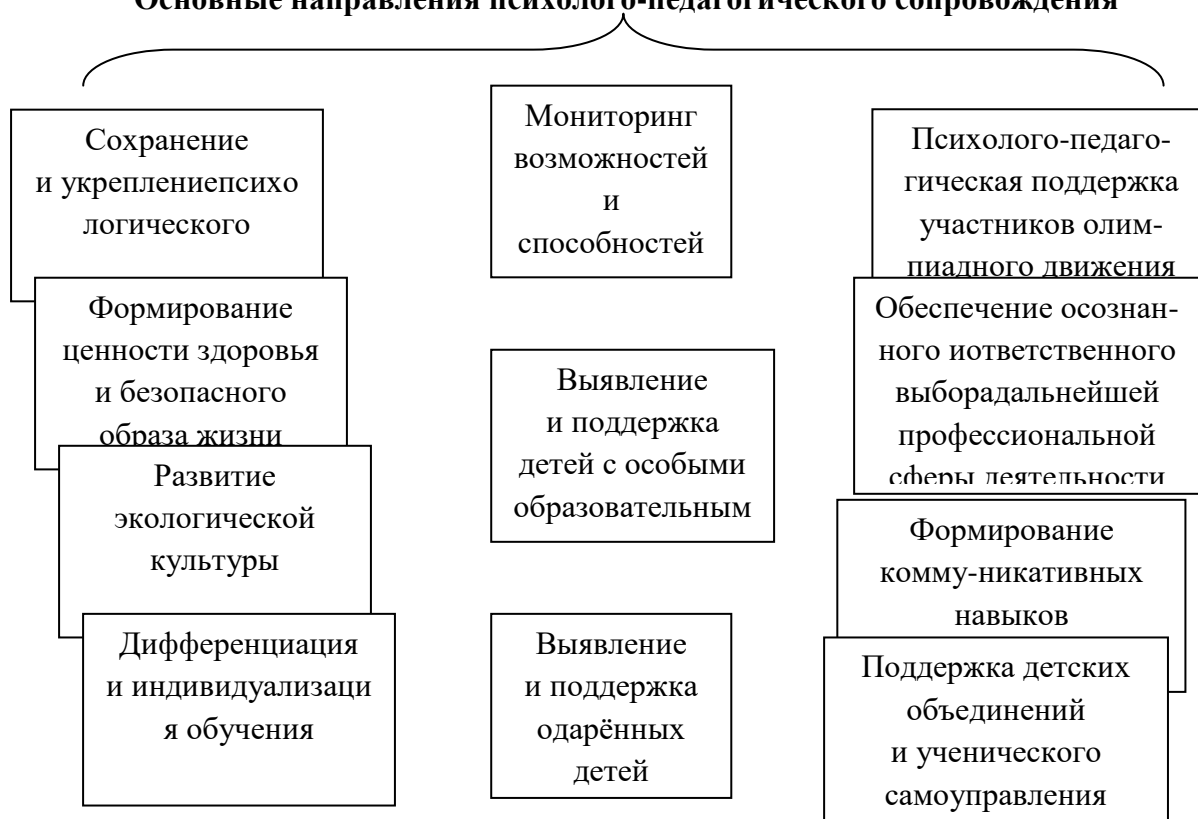 Основные направления психолого-педагогического сопровождения
Сохранение
и укреплениепсихо
логического
Формирование
ценности здоровья
и безопасного
образа жизни
Развитие
экологической
культуры
Дифференциация
и индивидуализаци
я обучения
Мониторинг
возможностей
и
способностей
Выявление
и поддержка
детей с особыми
образовательным
Выявление
и поддержка
одарённых
детей
Психолого-педаго-
гическая поддержка
участников олим-
пиадного движения
Обеспечение осознан-
ного иответственного
выборадальнейшей
профессиональной
сферы деятельности
Формирование
комму-никативных
навыков
Поддержка детских
объединений
и ученического
самоуправления